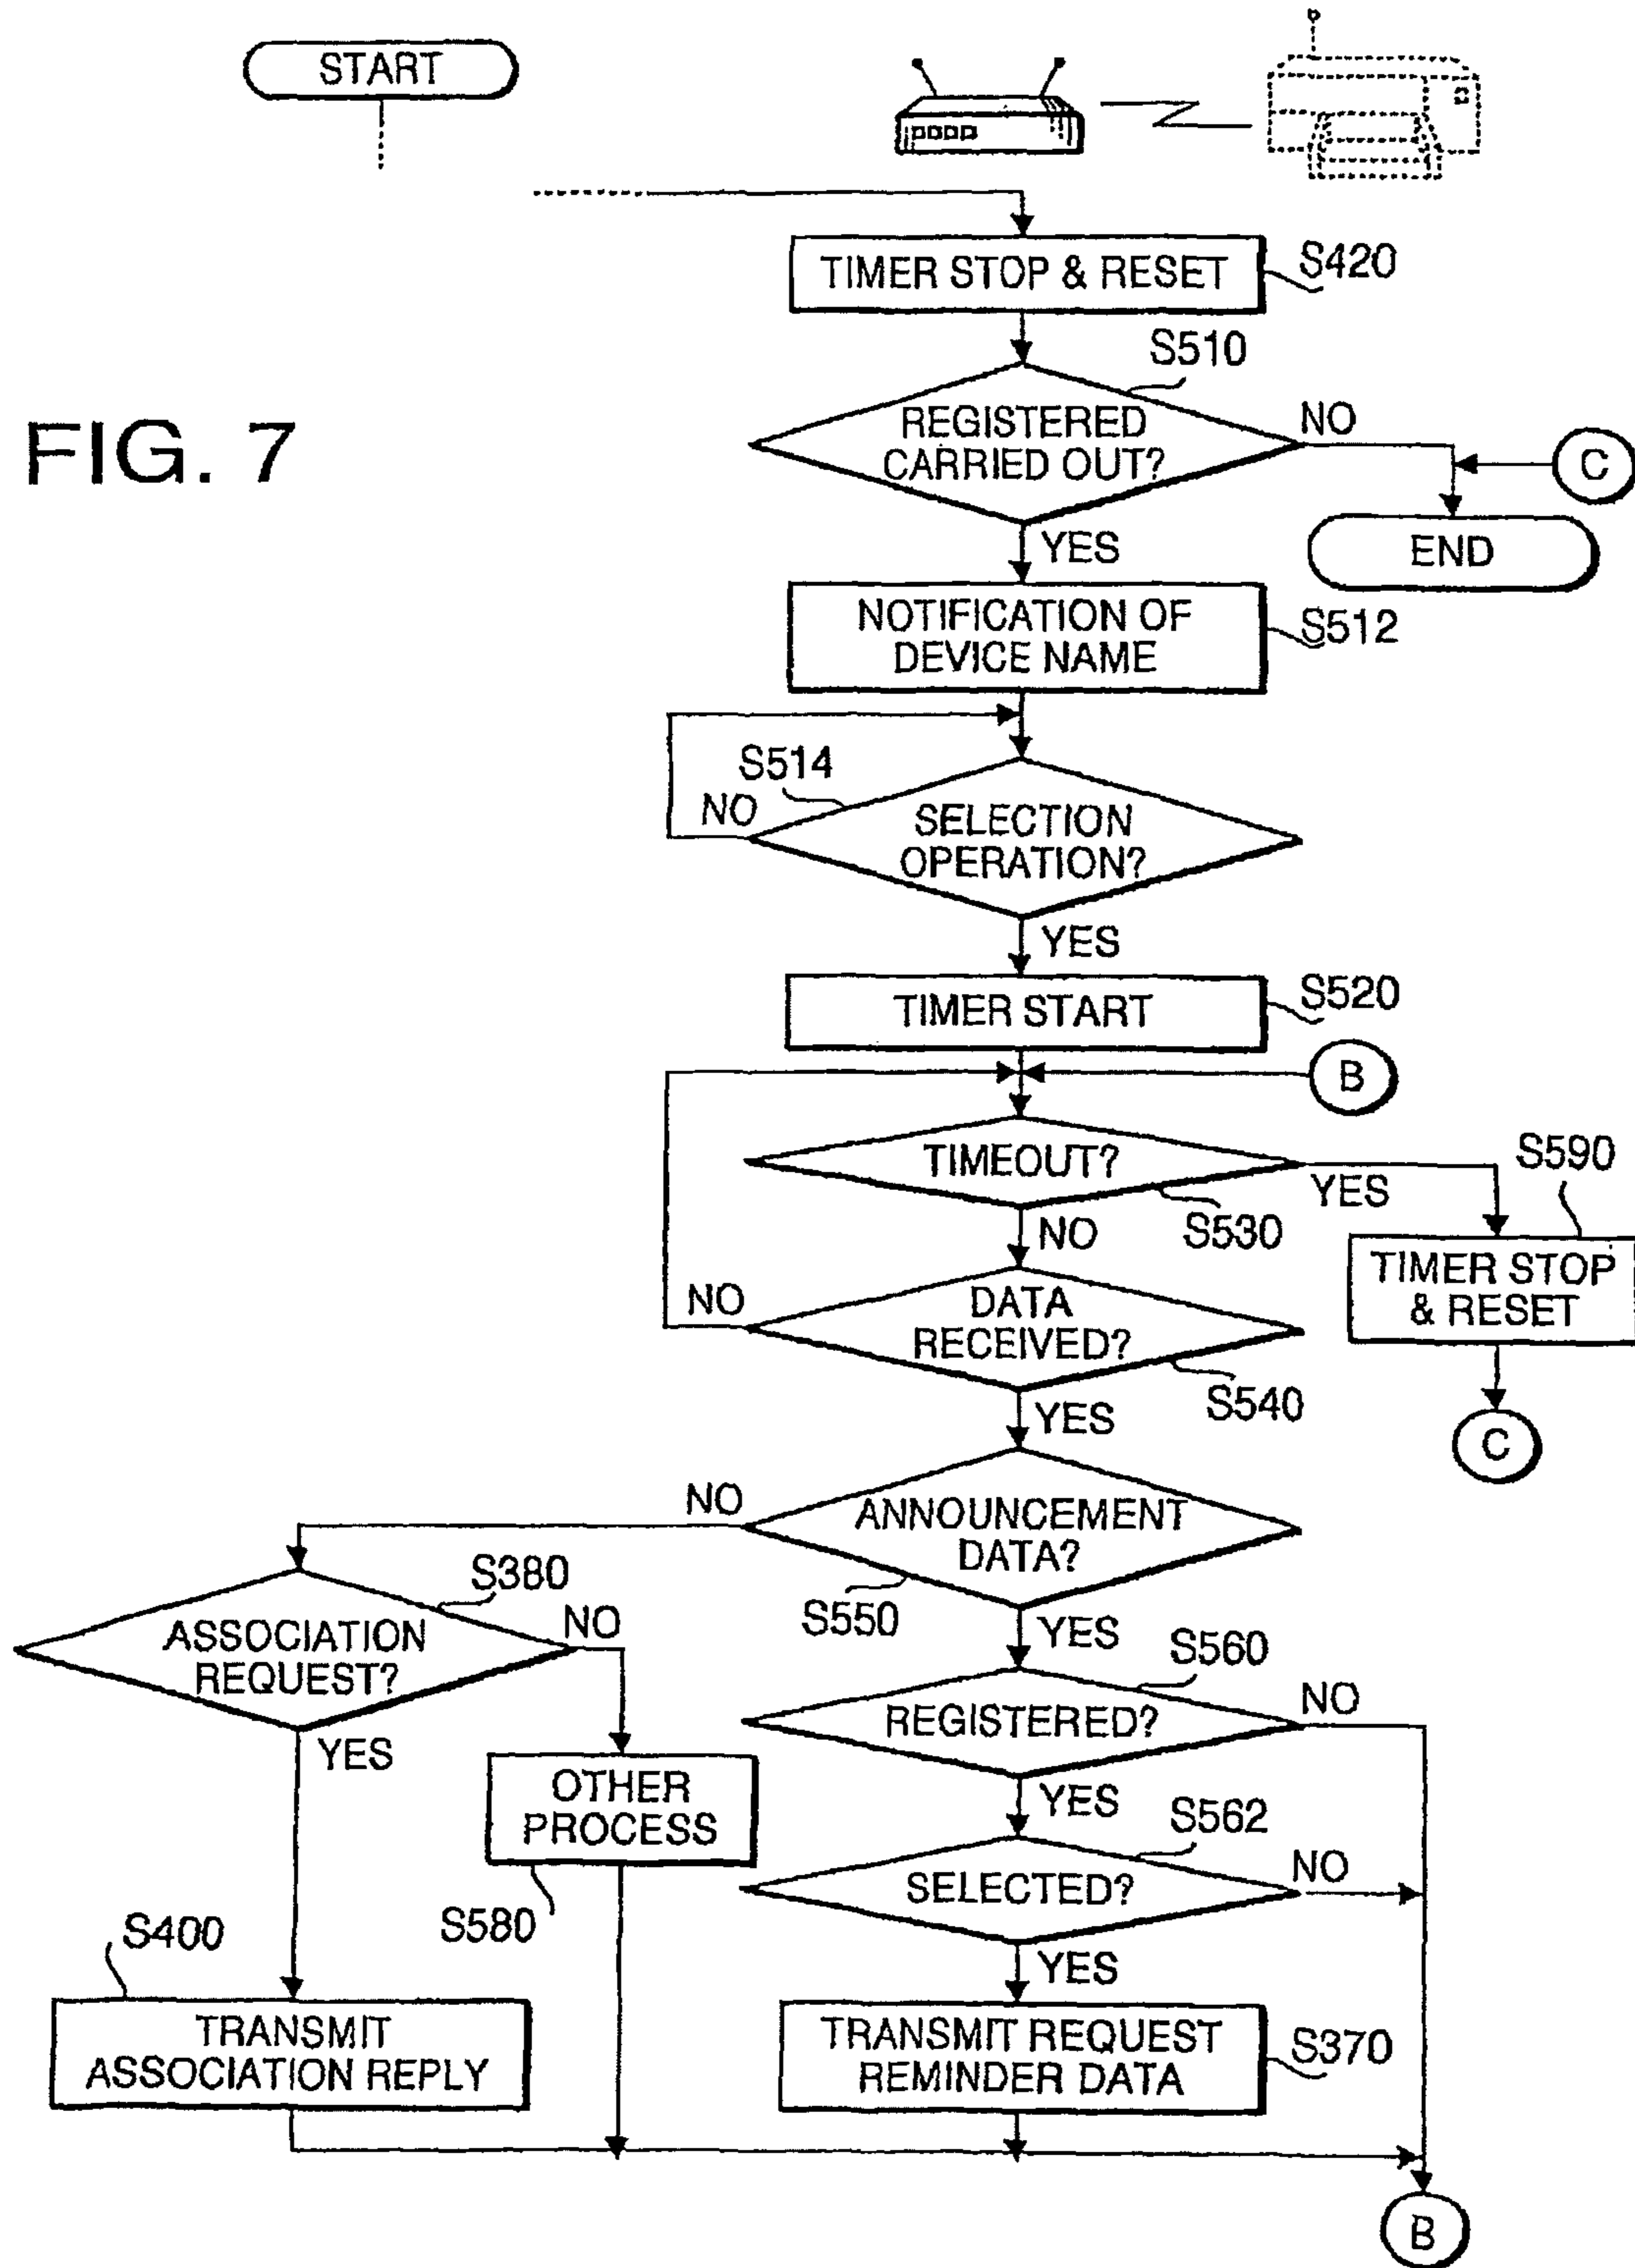 START
TIMER STOP & RESET
S420
S510
FIG. 7
REGISTERED
CARRIED OUT?
NO
C
YES
END
NOTIFICATION OF
DEVICE NAME
S512
S514
NO
SELECTION
OPERATION?
YES
TIMER START
S520
B
TIMEOUT?
YES
S590
S530
NO
TIMER STOP
& RESET
NO
DATA
RECEIVED?
S540
YES
C
NO
ANNOUNCEMENT
DATA?
S380
S550
NO
YES
ASSOCIATION
REQUEST?
S560
REGISTERED?
NO
YES
OTHER
PROCESS
YES
S562
SELECTED?
NO
S400
S580
YES
TRANSMIT
ASSOCIATION REPLY
TRANSMIT REQUEST
REMINDER DATA
S370
B